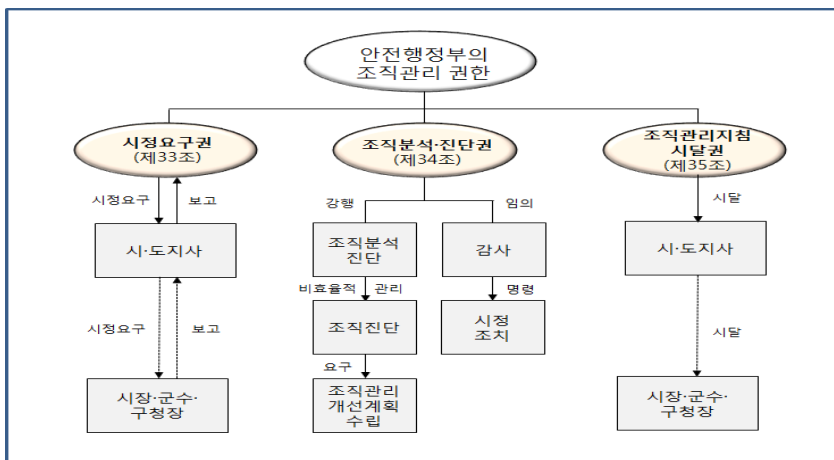 안전행정부의
조직관리 권한
시정요구권
(제33조)
조직분석·진단권
(제34조)
조직관리지침
시달권
(제35조)
시정요구
보고
강행
임의
시달
시·도지사
조직분석
진단
감사
시·도지사
비효율적
관리
명령
시정요구
보고
조직진단
시정
조치
시달
요구
시장·군수·
구청장
조직관리
개선계획
수립
시장·군수·
구청장